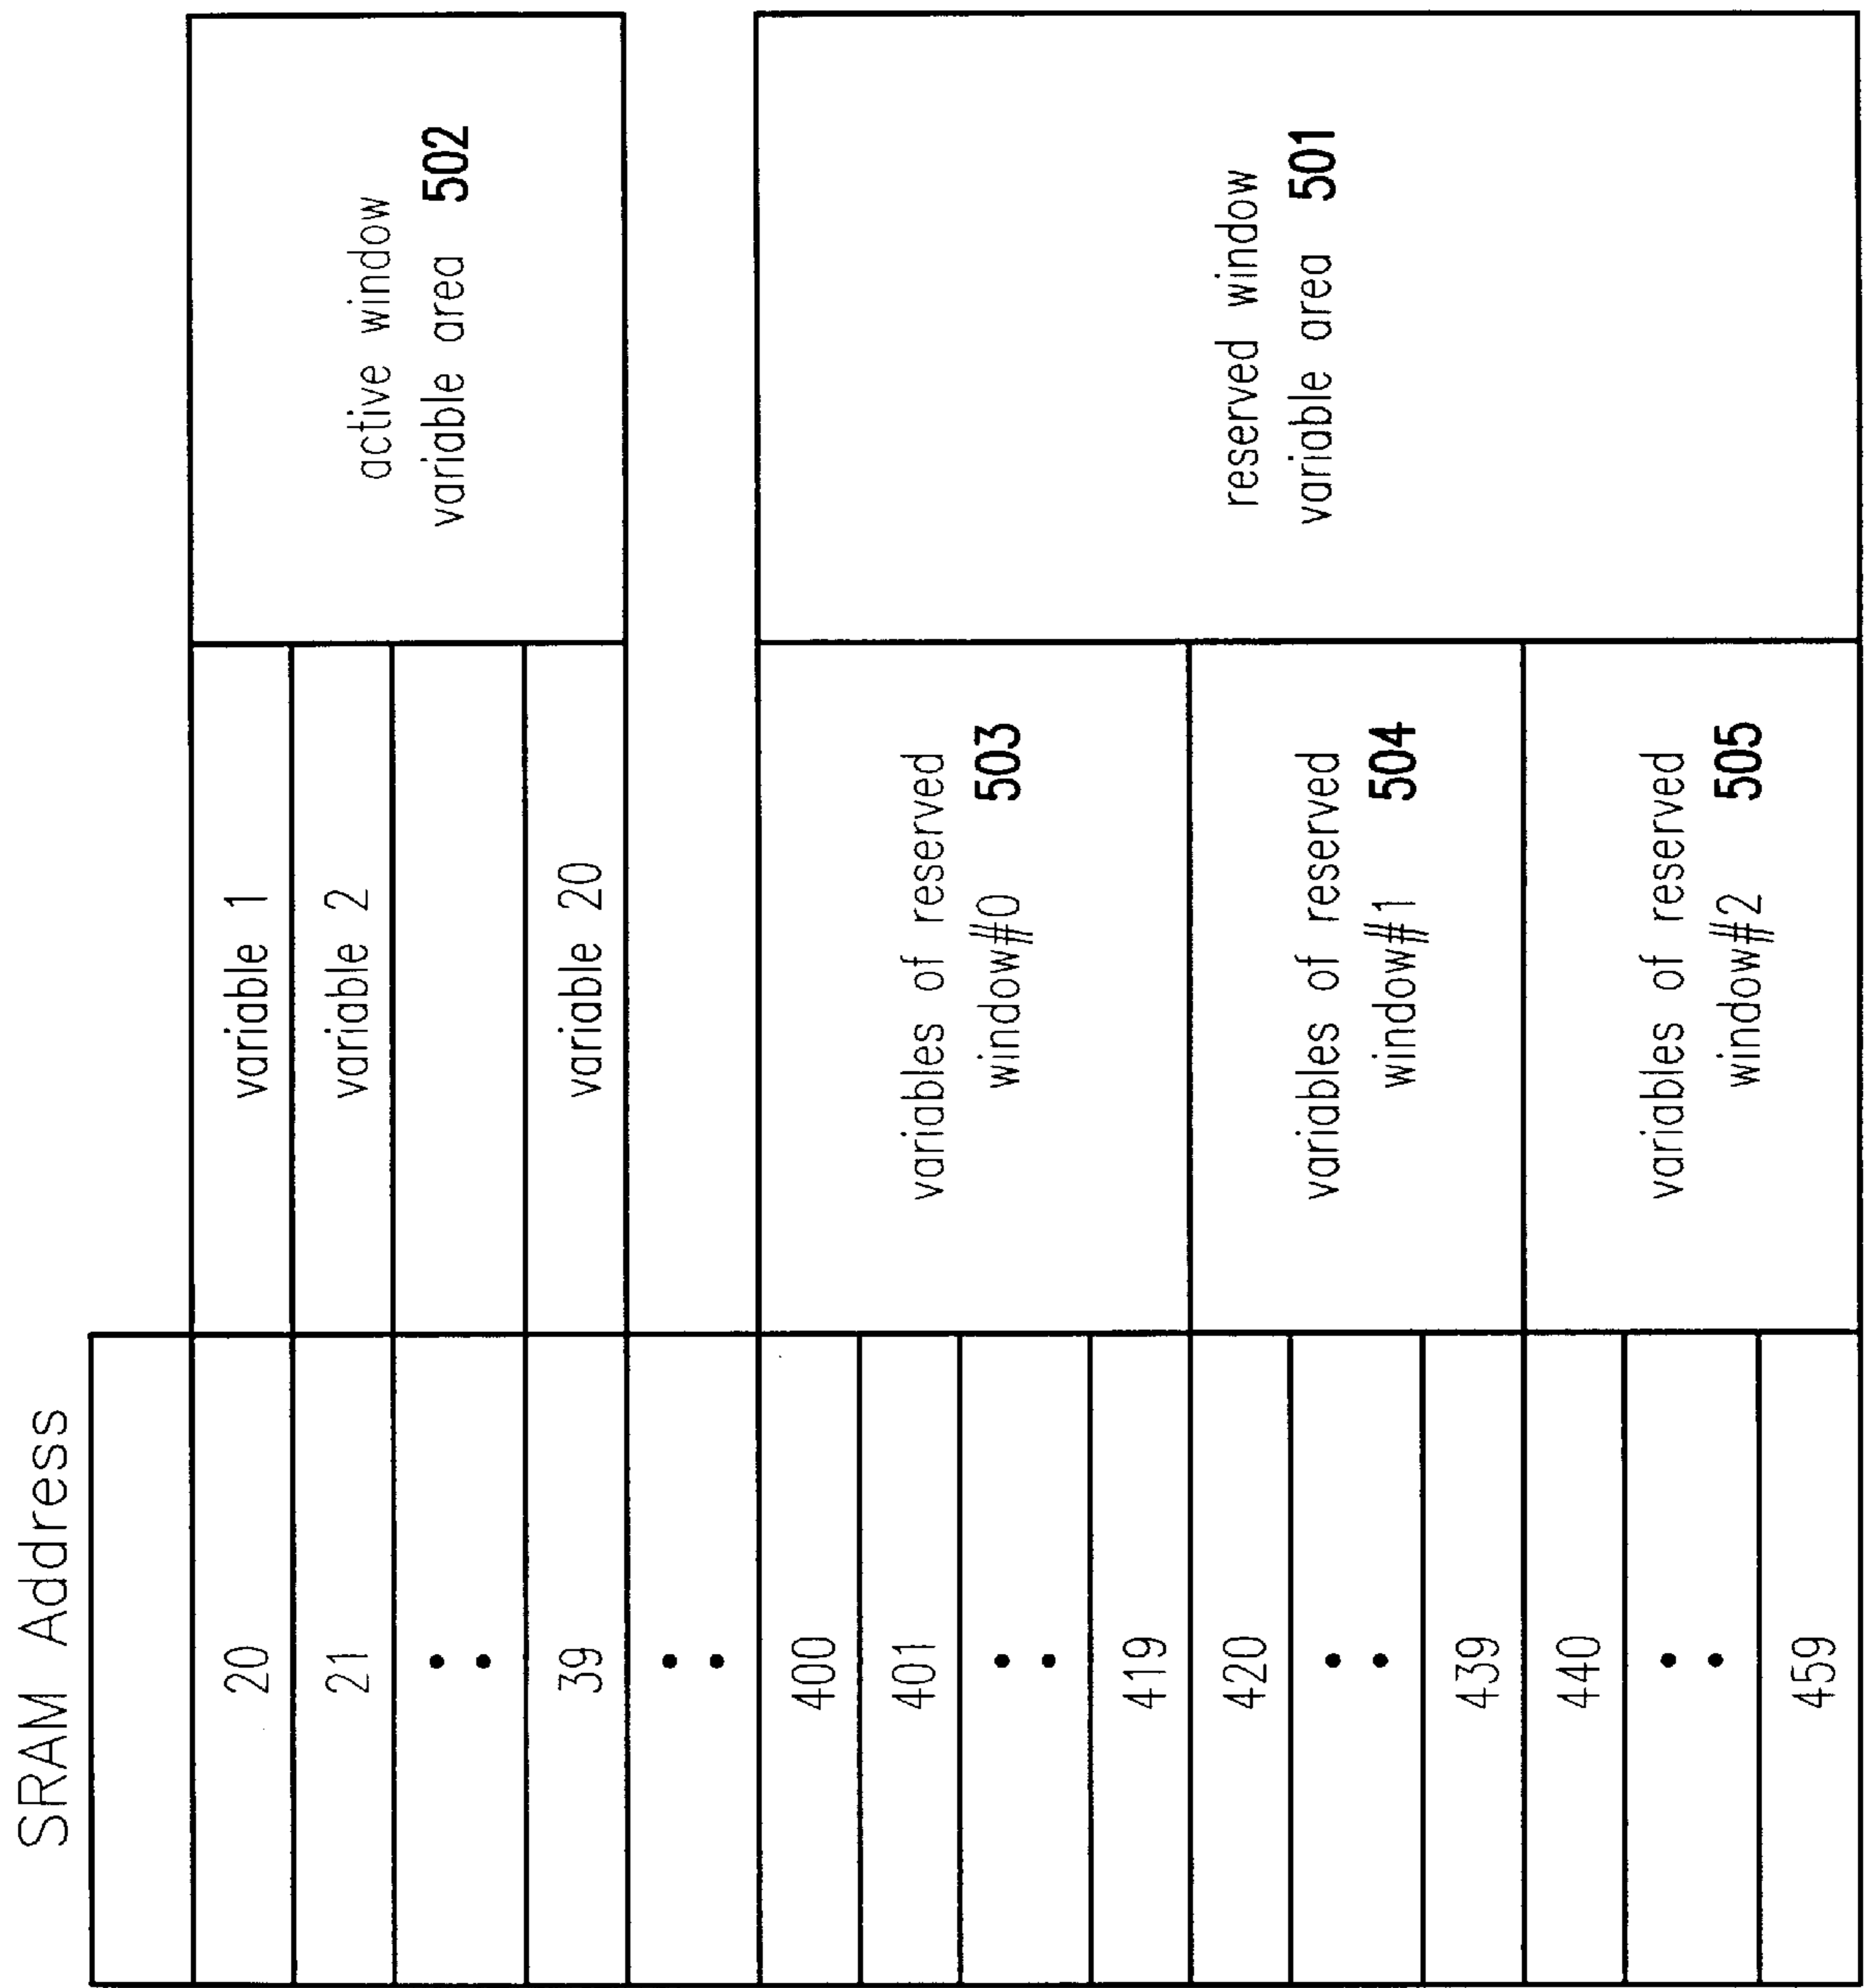 SRAM Address
20
variable 1
21
variable 2
39
variable 20
active window
variable area 502
400
401
419
variables of reserved
window#0 503
420
439
variables of reserved
window#1 504
440
459
variables of reserved
window#2 505
reserved window
variable area 501